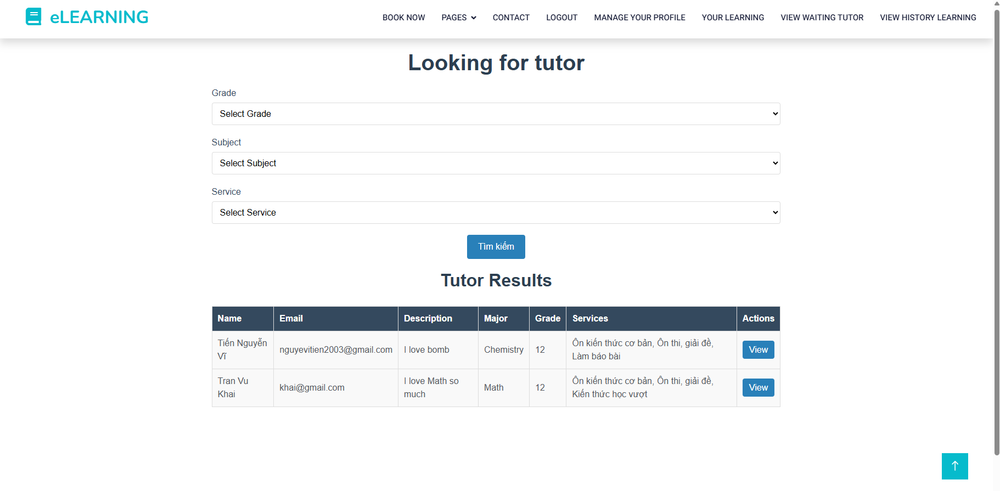 eLEARNING
BOOK NOW
PAGES
CONTACT
LOGOUT
MANAGE YOUR PROFILE
YOUR LEARNING
VIEW WAITING TUTOR
VIEW HISTORY LEARNING
Looking for tutor
Grade
Select Grade
Subject
Select Subject
Service
Select Service
Tìm kiếm
Tutor Results
Name Email Description Major Grade Services Actions
Tiến Nguyễn
Vĩ
nguyevitien2003@gmail.com
I love bomb
Chemistry
12
Ôn kiến thức cơ bản, Ôn thi, giải đề,
Làm báo bài
View
Tran Vu
Khai
khai@gmail.com
I love Math so
much
Math
12
Ôn kiến thức cơ bản, Ôn thi, giải đề,
Kiến thức học vượt
View